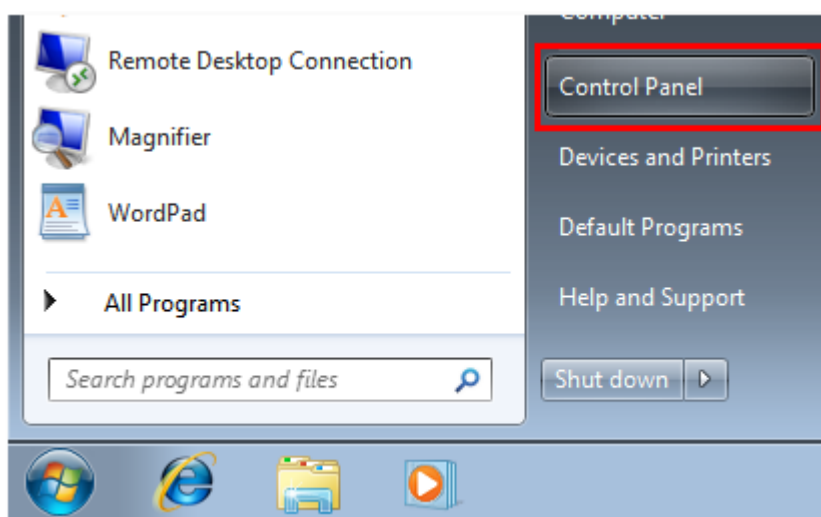 Remote Desktop Connection
Magnifier
WordPad
All Programs
Search programs and files
Computer
Control Panel
Devices and Printers
Default Programs
Help and Support
Shut down